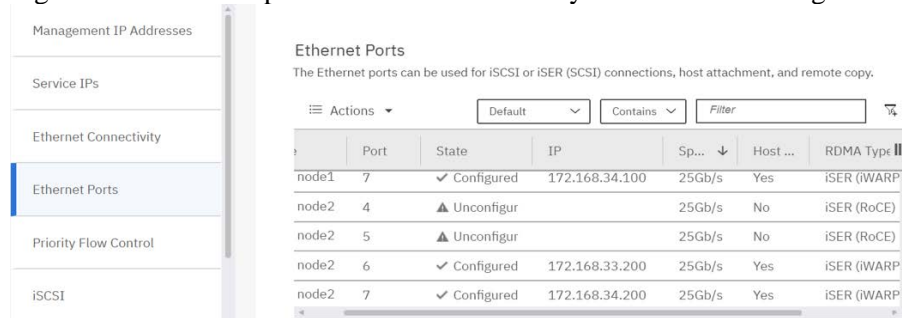 Management IP Addresses
Service IPs
Ethernet Connectivity
Ethernet Ports
Priority Flow Control
iSCSI
Ethernet Ports
The Ethernet ports can be used for iSCSI or iSER (SCSI) connections, host attachment, and remote copy.
Actions Default Contains Filter
Port State IP Sp... Host ... RDMA Type
node1 7 Configured 172.168.34.100 25Gb/s Yes iSER (iWARP
node2 4 Unconfigur 25Gb/s No iSER (RoCE)
node2 5 Unconfigur 25Gb/s No iSER (RoCE)
node2 6 Configured 172.168.33.200 25Gb/s Yes iSER (iWARP
node2 7 Configured 172.168.34.200 25Gb/s Yes iSER (iWARP